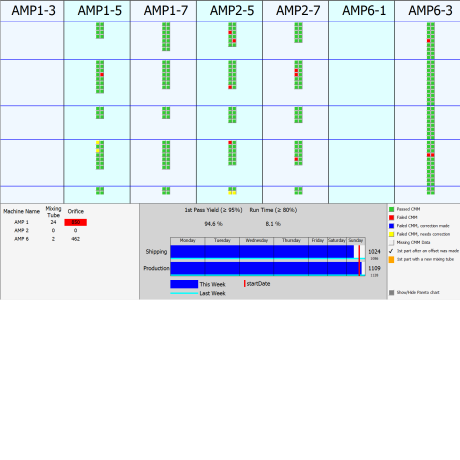 AMP1-3 AMP1-5 AMP1-7 AMP2-5 AMP2-7 AMP6-1 AMP6-3
Machine Name Mixing Tube Orifice
AMP 1 24
AMP 2 0 0
AMP 6 2 462
1st Pass Yield (≥ 95%) Run Time (≥ 80%)
94.6 % 8.1 %
Monday Tuesday Wednesday Thursday Friday Saturday Sunday
Shipping 1024
Production 1109
This Week startDate
Last Week
Passed CMM
Failed CMM
Failed CMM, correction made
Failed CMM, needs correction
Missing CMM Data
1st part after an offset was made
1st part with a new mixing tube
Show/Hide Pareto chart